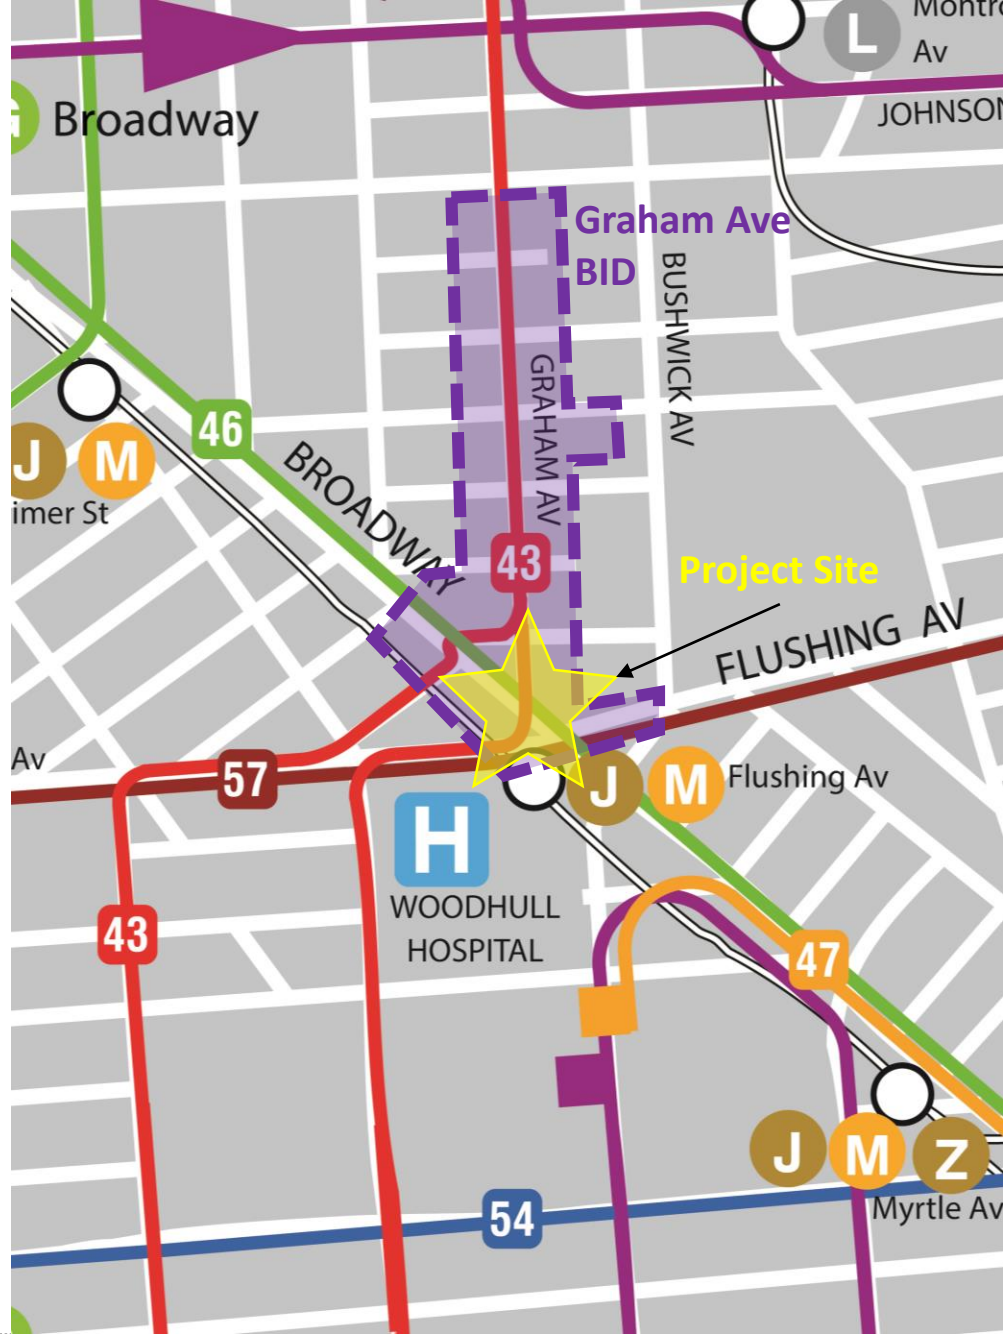 L
Av
JOHNSON
G
Broadway
Graham Ave
BID
BUSHWICK AV
GRAHAM AV
46
J
M
imer St
BROADWAY
43
Project Site
FLUSHING AV
Av
57
J
M
Flushing Av
H
WOODHULL
HOSPITAL
43
47
J
M
Z
54
Myrtle Av